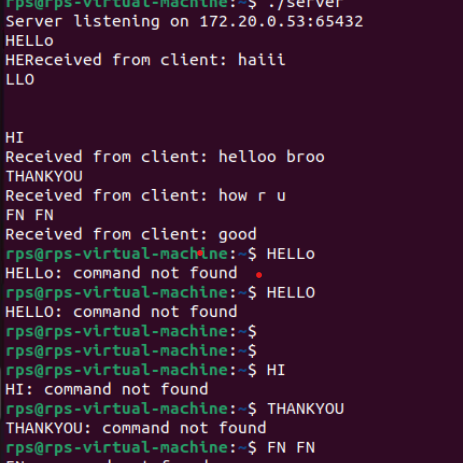 rps@rps-virtual-machine:~$ ./server
Server listening on 172.20.0.53:65432
HELLo
HEReceived from client: haiii
LLO
HI
Received from client: helloo broo
THANKYOU
Received from client: how r u
FN FN
Received from client: good
rps@rps-virtual-machine:~$ HELLo
HELLo: command not found
rps@rps-virtual-machine:~$ HELLO
HELLO: command not found
rps@rps-virtual-machine:~$
rps@rps-virtual-machine:~$
rps@rps-virtual-machine:~$ HI
HI: command not found
rps@rps-virtual-machine:~$ THANKYOU
THANKYOU: command not found
rps@rps-virtual-machine:~$ FN FN